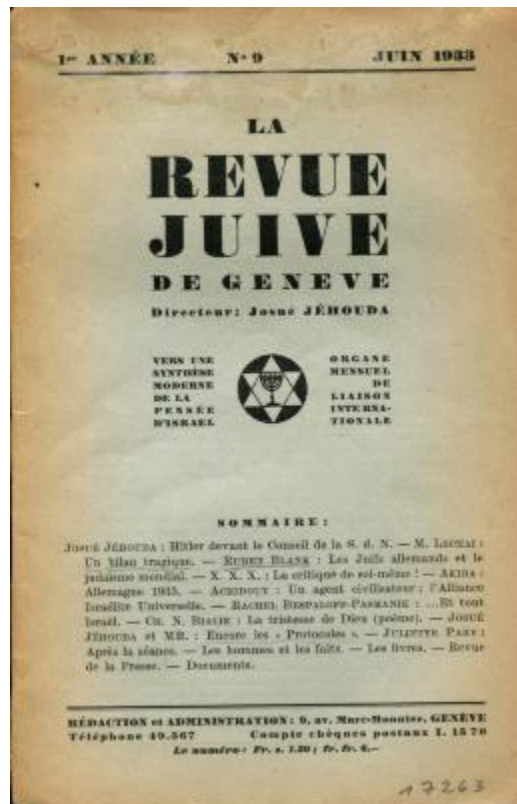 1re ANNÉE No 9 JUIN 1933
LA
REVUE
JUIVE
DE GENEVE
Directeur: Josué JÉHOUDA
VERS UNE
SYNTHÈSE
MODERNE
DE LA
PENSÉE
D'ISRAEL
ORGANE
MENSUEL
DE
LIAISON
INTERNA-
TIONALE
SOMMAIRE :
JOSUÉ JÉHOUDA : Hitler devant le Conseil de la S. d. N. — M.
Un bilan tragique. — BLANK : Les Juifs allemands et le
judaïsme mondial. — X. X. X. : La critique de soi-même ! — AKIBA :
Allemagne 1945. — : Un agent civilisateur : l'Alliance
Israélite Universelle. — RACHEL BESPALOFF-PASMANIK : ...Et tout
Israël. — CH. N. BIALIK : La tristesse de Dieu (poème). — JOSUÉ
JÉHOUDA et MR. : Encore les « Protocoles ». — JULIETTE PARY :
Après la séance. — Les hommes et les faits. — Les livres. — Revue
de la Presse. — Documents.
RÉDACTION et ADMINISTRATION : 9, av. Marc-Monnier, GENÈVE
Téléphone 49.567 Compte chèques postaux I. 1570
Le numéro : Fr. s. 1.20 ; fr. fr. 6.—
17263